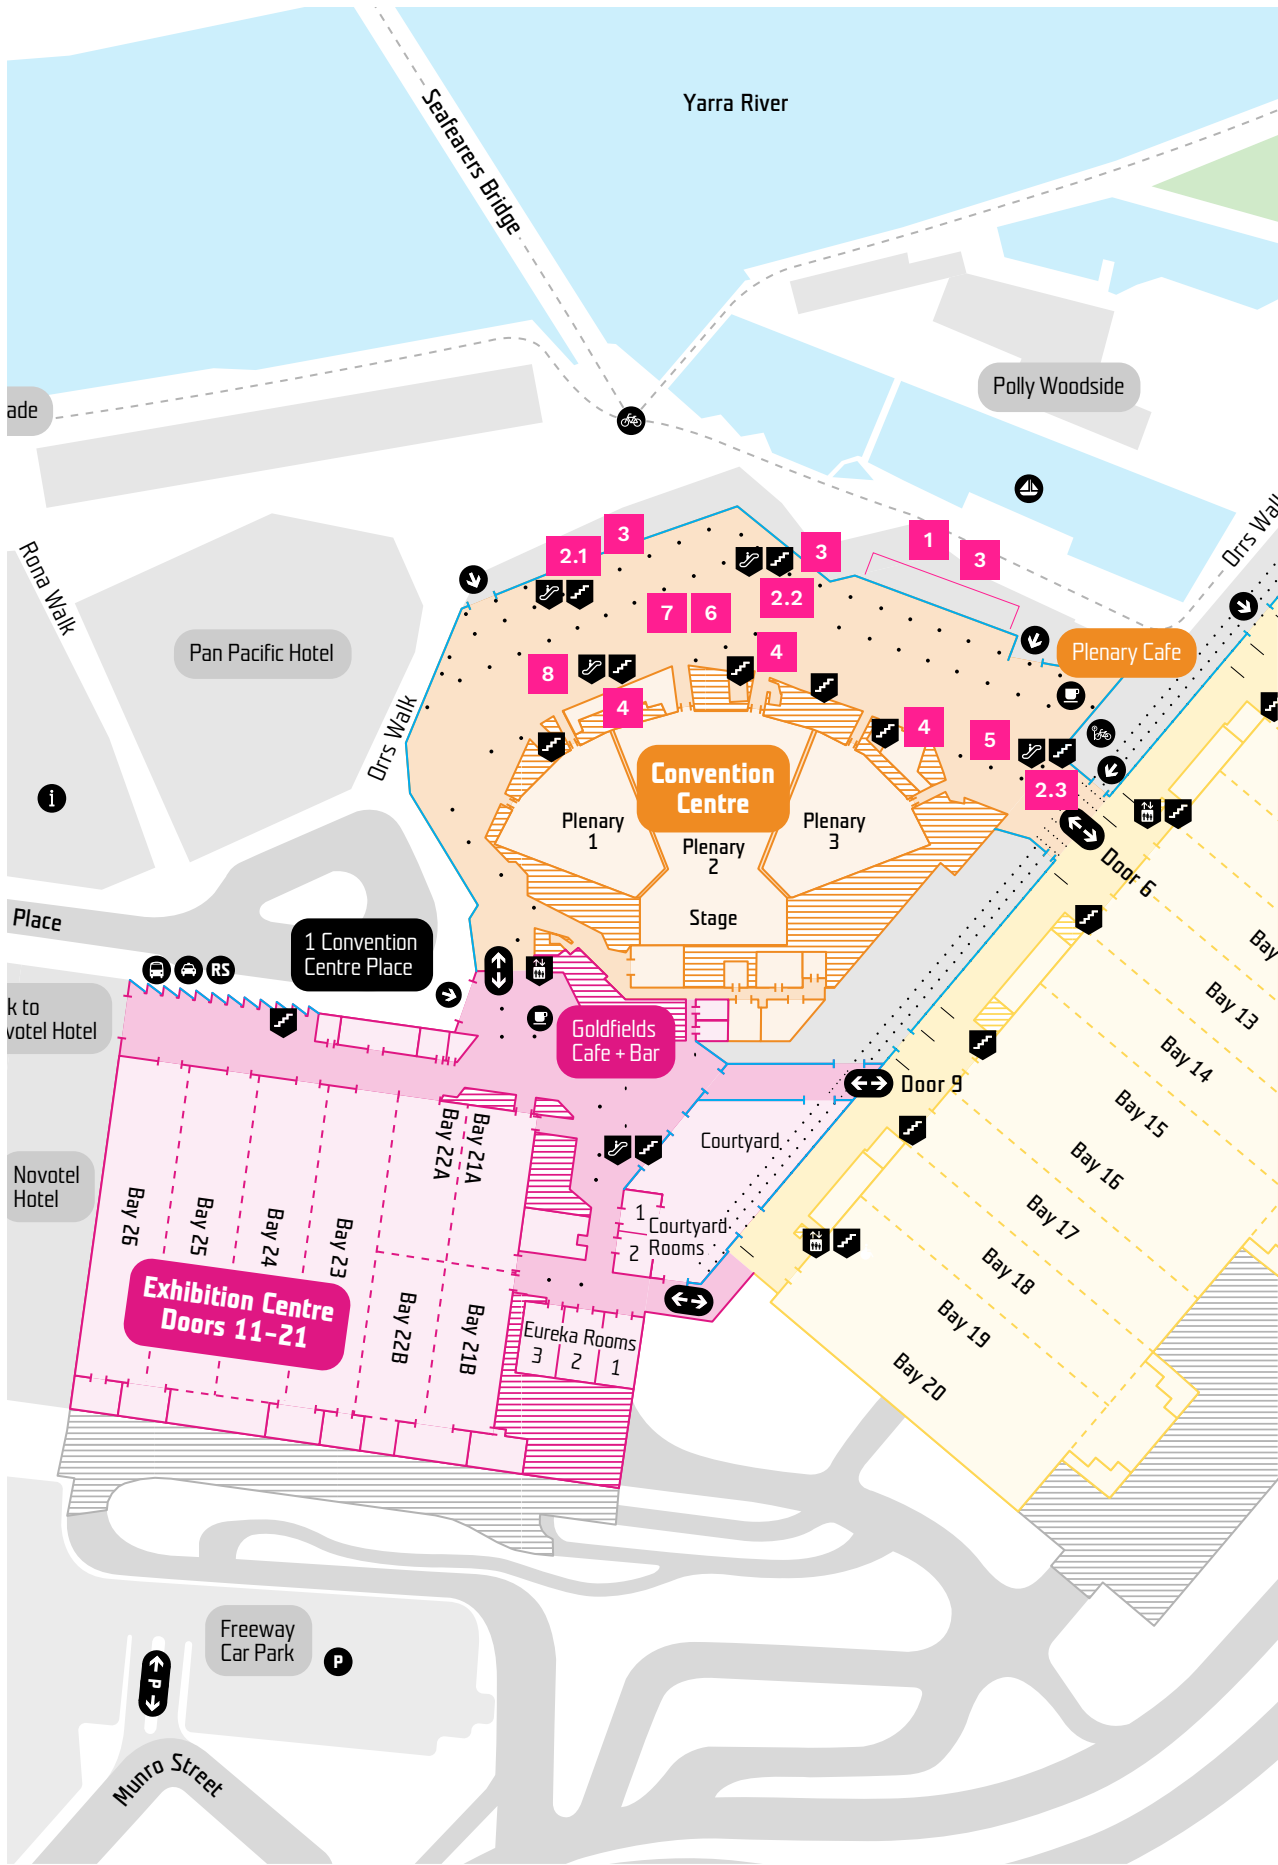 Yarra River
Seafearers Bridge
Polly Woodside
ade
Orrs Walk
Rona Walk
3
2.1
3
1
3
2.2
7
6
Pan Pacific Hotel
Plenary Cafe
4
8
4
4
5
Orrs Walk
Convention
Centre
2.3
Plenary
1
Plenary
2
Plenary
3
Door 6
Stage
Place
1 Convention
Centre Place
RS
k to
votel Hotel
Goldfields
Cafe + Bar
Bay
Bay 13
Bay 14
Bay 15
Bay 16
Bay 17
Bay 18
Bay 19
Bay 20
Door 9
Courtyard
Bay 21A
Bay 22A
Novotel
Hotel
Bay 26
Bay 25
Bay 24
Bay 23
1
2
Courtyard
Rooms
Exhibition Centre
Doors 11-21
Bay 22B
Bay 21B
Eureka Rooms
3
2
1
Freeway
Car Park
P
P
Munro Street